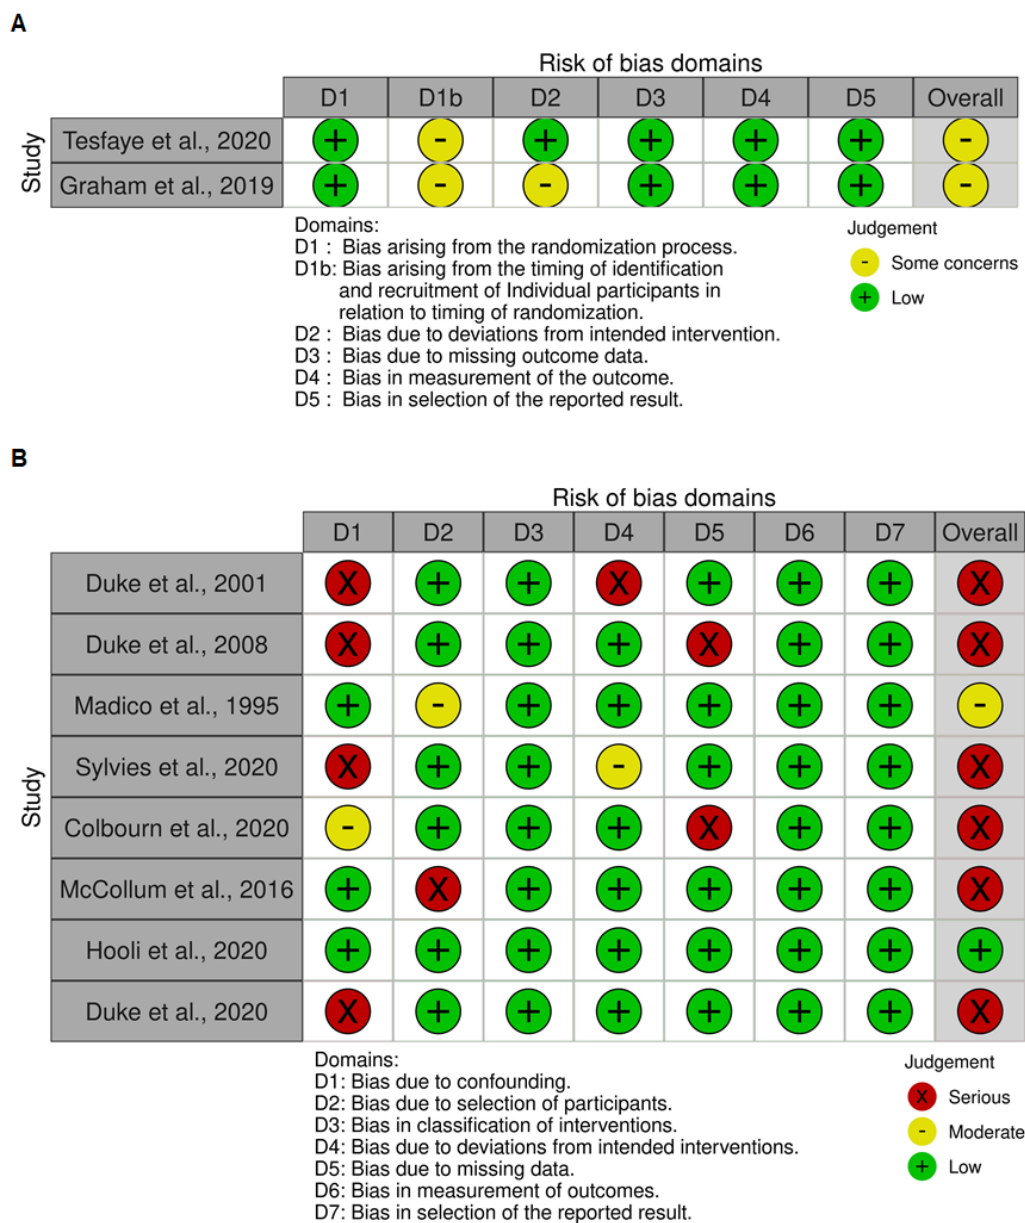 A
Risk of bias domains
D1 D1b D2 D3 D4 D5 Overall
Study
Tesfaye et al., 2020 + - + + + + -
Graham et al., 2019 + - - + + + -
Domains:
D1 : Bias arising from the randomization process.
D1b: Bias arising from the timing of identification
and recruitment of Individual participants in
relation to timing of randomization.
D2 : Bias due to deviations from intended intervention.
D3 : Bias due to missing outcome data.
D4 : Bias in measurement of the outcome.
D5 : Bias in selection of the reported result.
Judgement
- Some concerns
+ Low
B
Risk of bias domains
D1 D2 D3 D4 D5 D6 D7 Overall
Study
Duke et al., 2001 X + + X + + + X
Duke et al., 2008 X + + + X + + X
Madico et al., 1995 + - + + + + + -
Sylvies et al., 2020 X + + - + + + X
Colbourn et al., 2020 - + + + X + + X
McCollum et al., 2016 + X + + + + + X
Hooli et al., 2020 + + + + + + + +
Duke et al., 2020 X + + + + + + X
Domains:
D1: Bias due to confounding.
D2: Bias due to selection of participants.
D3: Bias in classification of interventions.
D4: Bias due to deviations from intended interventions.
D5: Bias due to missing data.
D6: Bias in measurement of outcomes.
D7: Bias in selection of the reported result.
Judgement
X Serious
- Moderate
+ Low